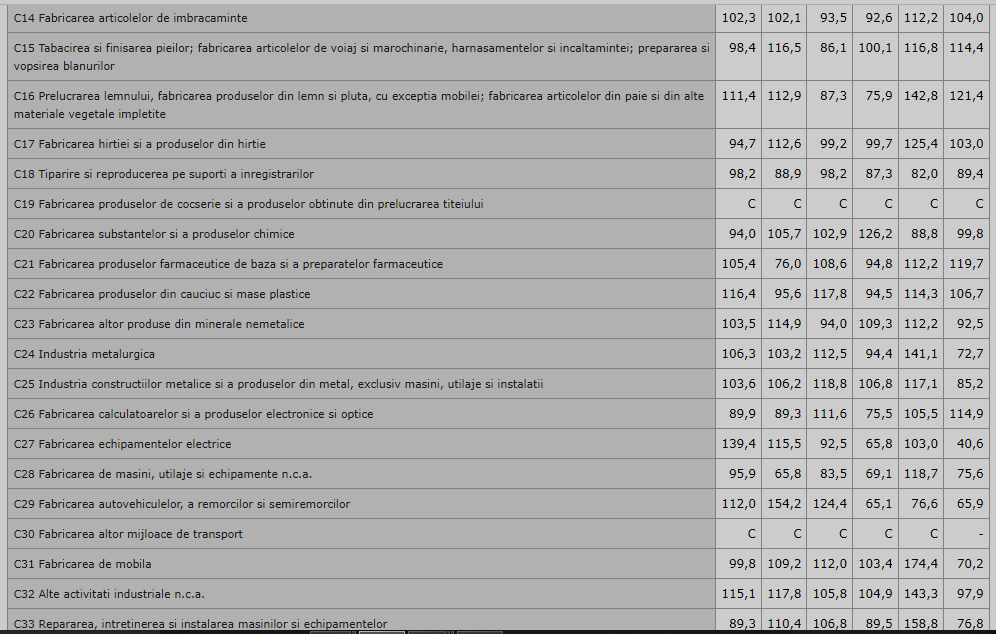 C14 Fabricarea articolelor de imbracaminte 102,3 102,1 93,5 92,6 112,2 104,0
C15 Tabacirea si finisarea pieilor; fabricarea articolelor de voiaj si marochinarie, harnasamentelor si incaltamintei; prepararea si 98,4 116,5 86,1 100,1 116,8 114,4
vopsirea blanurilor
C16 Prelucrarea lemnului, fabricarea produselor din lemn si pluta, cu exceptia mobilei; fabricarea articolelor din paie si din alte 111,4 112,9 87,3 75,9 142,8 121,4
materiale vegetale impletite
C17 Fabricarea hirtiei si a produselor din hirtie 94,7 112,6 99,2 99,7 125,4 103,0
C18 Tiparire si reproducerea pe suporti a inregistrarilor 98,2 88,9 98,2 87,3 82,0 89,4
C19 Fabricarea produselor de cocserie si a produselor obtinute din prelucrarea titeiului C C C C C C
C20 Fabricarea substantelor si a produselor chimice 94,0 105,7 102,9 126,2 88,8 99,8
C21 Fabricarea produselor farmaceutice de baza si a preparatelor farmaceutice 105,4 76,0 108,6 94,8 112,2 119,7
C22 Fabricarea produselor din cauciuc si mase plastice 116,4 95,6 117,8 94,5 114,3 106,7
C23 Fabricarea altor produse din minerale nemetalice 103,5 114,9 94,0 109,3 112,2 92,5
C24 Industria metalurgica 106,3 103,2 112,5 94,4 141,1 72,7
C25 Industria constructiilor metalice si a produselor din metal, exclusiv masini, utilaje si instalatii 103,6 106,2 118,8 106,8 117,1 85,2
C26 Fabricarea calculatoarelor si a produselor electronice si optice 89,9 89,3 111,6 75,5 105,5 114,9
C27 Fabricarea echipamentelor electrice 139,4 115,5 92,5 65,8 103,0 40,6
C28 Fabricarea de masini, utilaje si echipamente n.c.a. 95,9 65,8 83,5 69,1 118,7 75,6
C29 Fabricarea autovehiculelor, a remorcilor si semiremorcilor 112,0 154,2 124,4 65,1 76,6 65,9
C30 Fabricarea altor mijloace de transport C C C C C -
C31 Fabricarea de mobila 99,8 109,2 112,0 103,4 174,4 70,2
C32 Alte activitati industriale n.c.a. 115,1 117,8 105,8 104,9 143,3 97,9
C33 Repararea, intretinerea si instalarea masinilor si echipamentelor 89,3 110,4 106,8 89,5 158,8 76,8